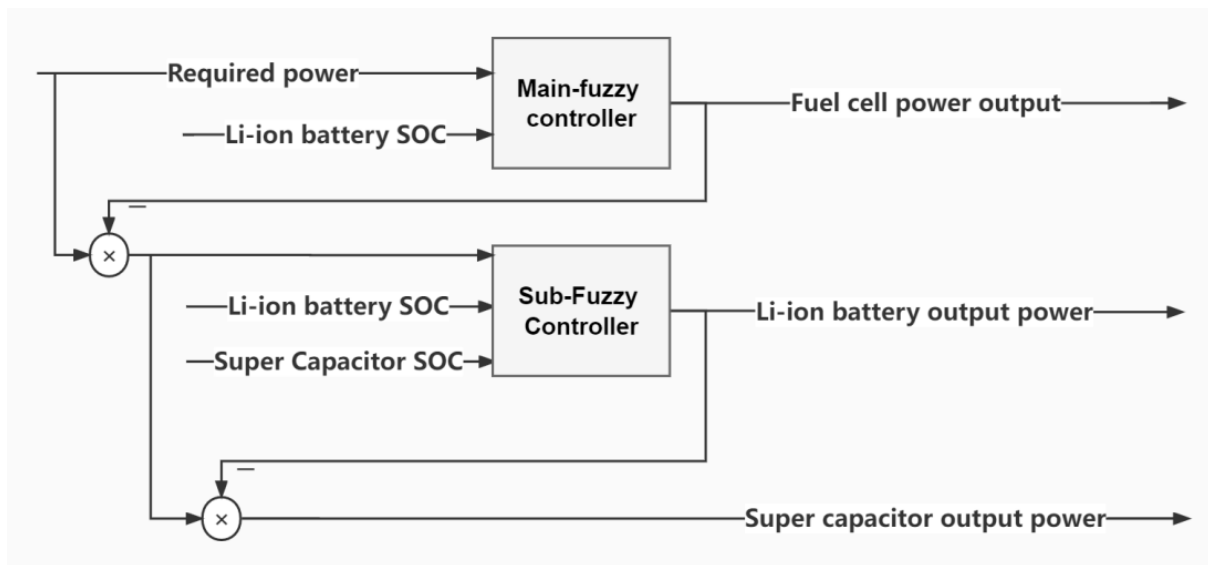 Required power
Main-fuzzy
controller
Fuel cell power output
Li-ion battery SOC
—
×
Sub-Fuzzy
Controller
Li-ion battery SOC
Li-ion battery output power
Super Capacitor SOC
—
×
Super capacitor output power